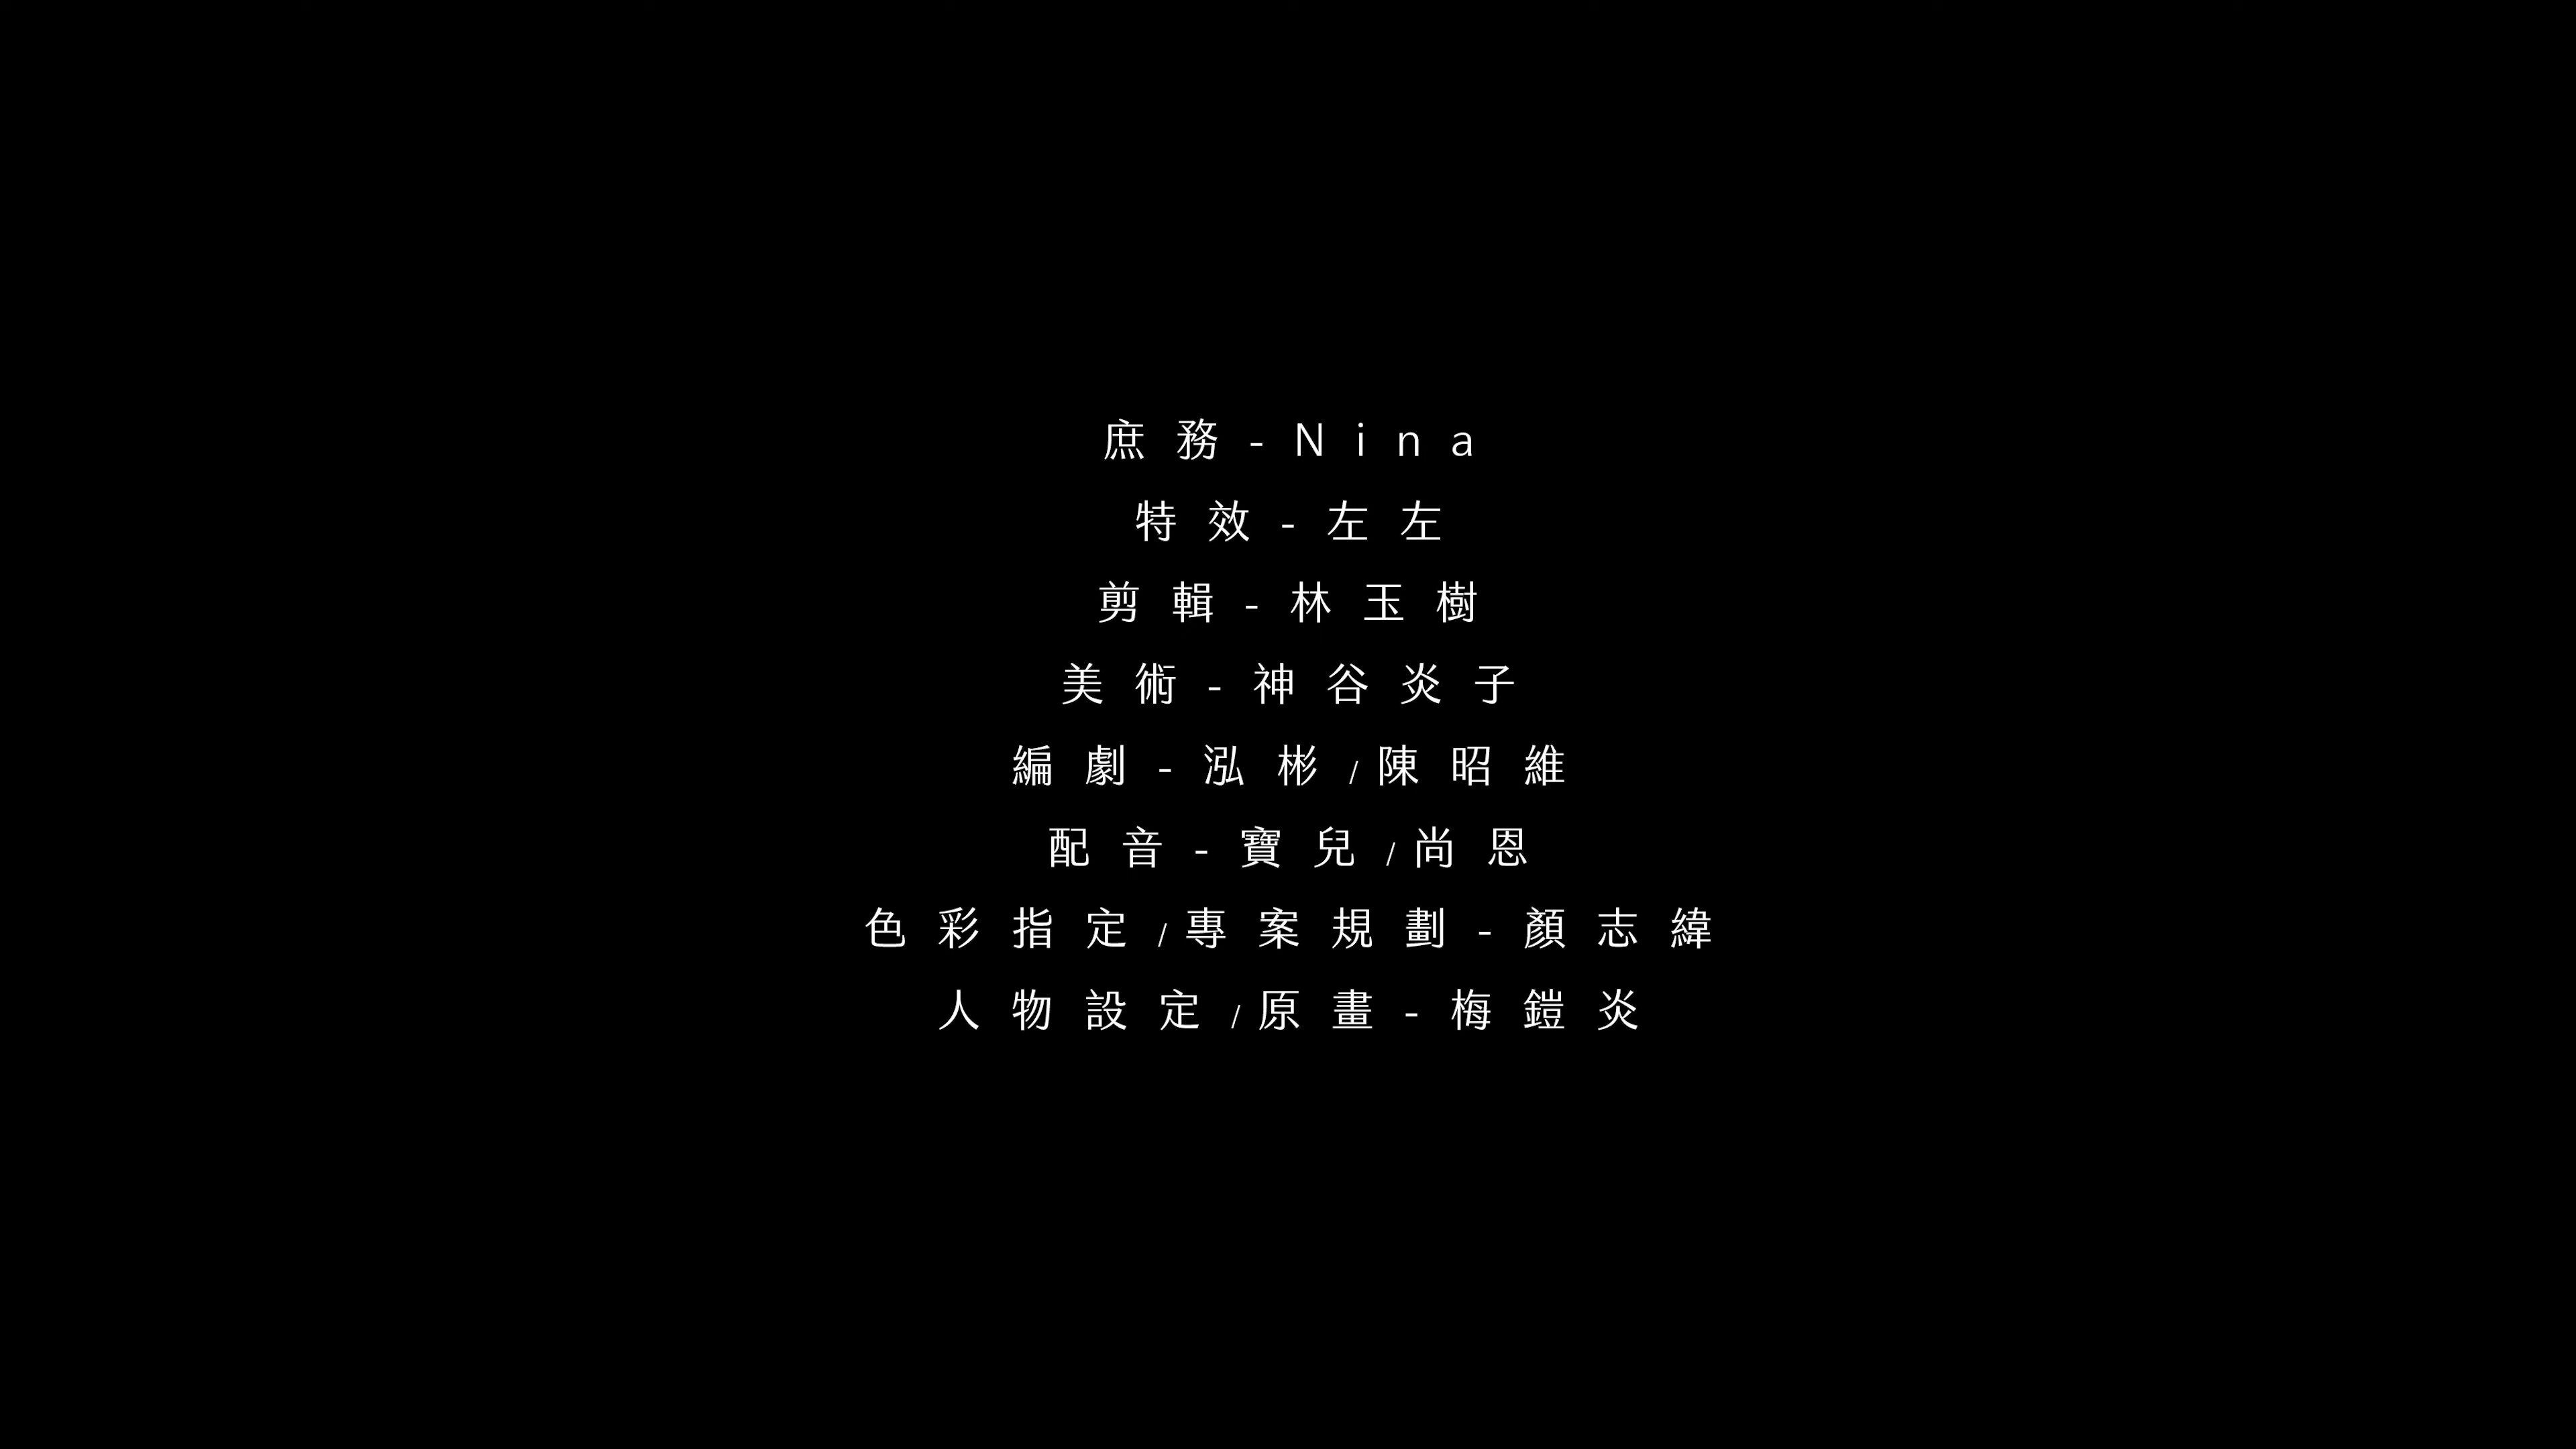 庶務-Nina
特效-左左
剪輯-林玉樹
美術-神谷炎子
編劇-泓彬/陳昭維
配音-寶兒/尚恩
色彩指定/專案規劃-顏志緯
人物設定/原畫-梅鎧炎